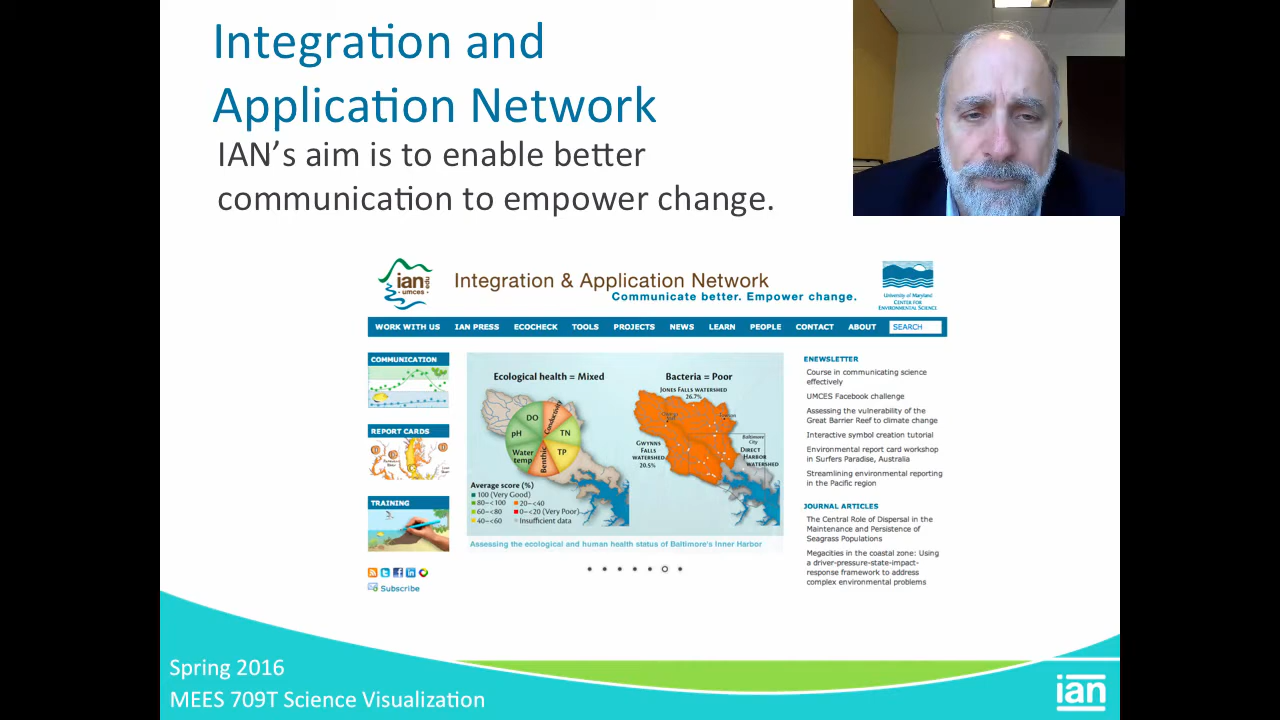 Integration and
Application Network
IAN's aim is to enable better
communication to empower change.
ian.edu
umces
Integration & Application Network
Communicate better. Empower change.
University of Maryland
CENTER FOR
ENVIRONMENTAL SCIENCE
WORK WITH US IAN PRESS ECOCHECK TOOLS PROJECTS NEWS LEARN PEOPLE CONTACT ABOUT SEARCH
COMMUNICATION
REPORT CARDS
TRAINING
Subscribe
Ecological health = Mixed
DO
Conductivity
pH
TN
Water
temp
Benthic
TP
Average score (%)
100 (Very Good)
80–<100
60–<80
40–<60
20–<40
0–<20 (Very Poor)
Insufficient data
Bacteria = Poor
JONES FALLS WATERSHED
26.7%
GWYNNS
FALLS
WATERSHED
20.5%
Baltimore
City
DIRECT
HARBOR
WATERSHED
Assessing the ecological and human health status of Baltimore's Inner Harbor
ENEWSLETTER
Course in communicating science
effectively
UMCES Facebook challenge
Assessing the vulnerability of the
Great Barrier Reef to climate change
Interactive symbol creation tutorial
Environmental report card workshop
in Surfers Paradise, Australia
Streamlining environmental reporting
in the Pacific region
JOURNAL ARTICLES
The Central Role of Dispersal in the
Maintenance and Persistence of
Seagrass Populations
Megacities in the coastal zone: Using
a driver-pressure-state-impact-
response framework to address
complex environmental problems
Spring 2016
MEES 709T Science Visualization
ian